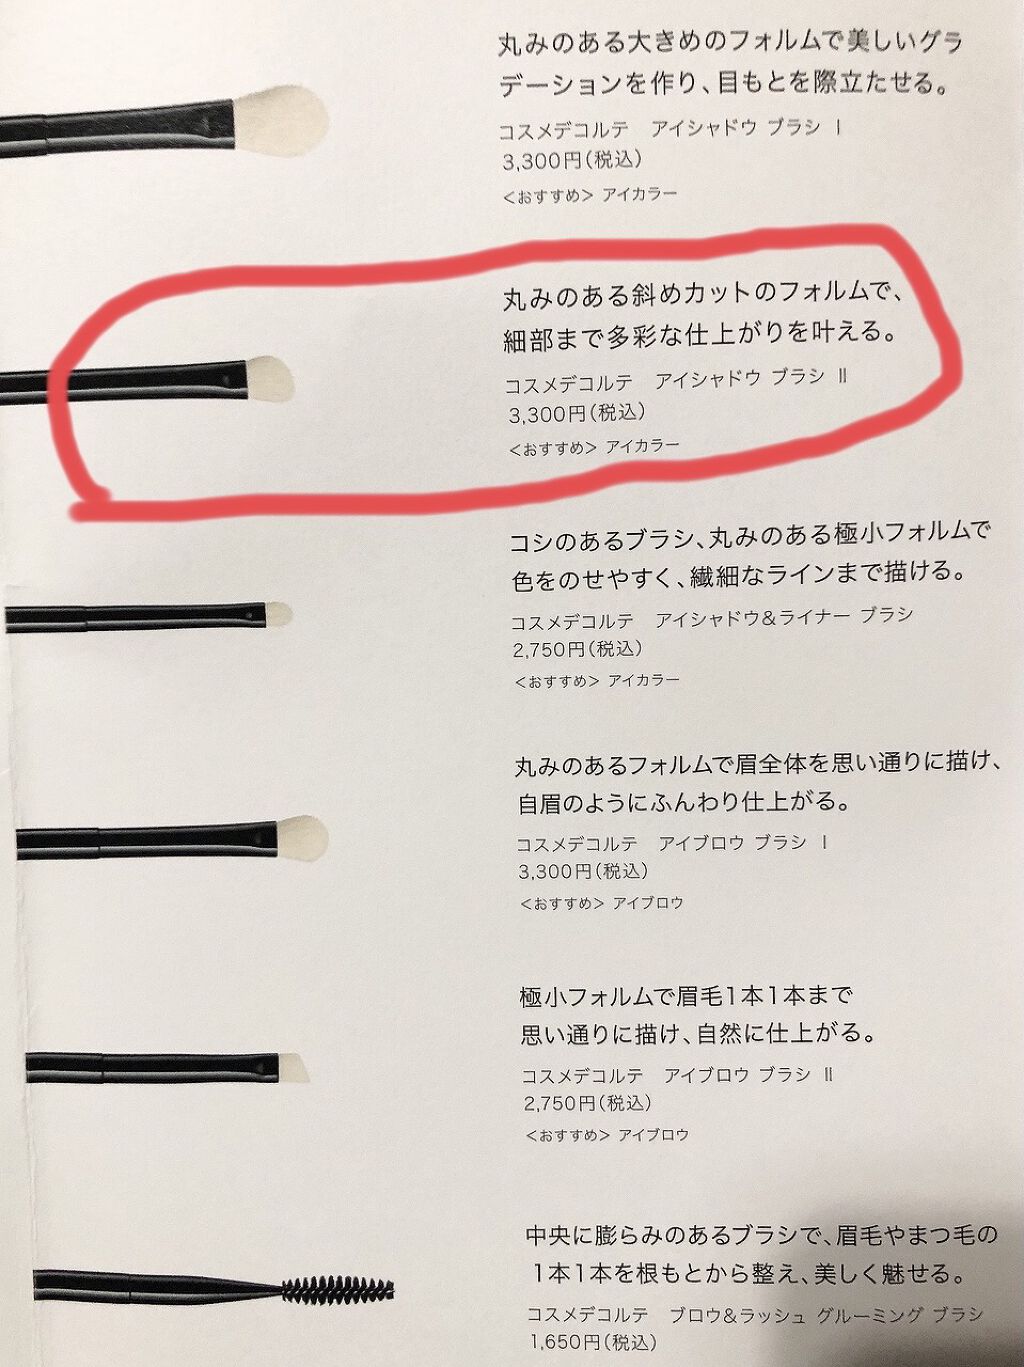 丸みのある大きめのフォルムで美しいグラ
デーションを作り、目もとを際立たせる。
コスメデコルテ　アイシャドウ ブラシ Ⅰ
3,300円(税込)
<おすすめ> アイカラー
丸みのある斜めカットのフォルムで、
細部まで多彩な仕上がりを叶える。
コスメデコルテ　アイシャドウ ブラシ Ⅱ
3,300円(税込)
<おすすめ> アイカラー
コシのあるブラシ、丸みのある極小フォルムで
色をのせやすく、繊細なラインまで描ける。
コスメデコルテ　アイシャドウ&ライナー ブラシ
2,750円(税込)
<おすすめ> アイカラー
丸みのあるフォルムで眉全体を思い通りに描け、
自眉のようにふんわり仕上がる。
コスメデコルテ　アイブロウ ブラシ Ⅰ
3,300円(税込)
<おすすめ> アイブロウ
極小フォルムで眉毛1本1本まで
思い通りに描け、自然に仕上がる。
コスメデコルテ　アイブロウ ブラシ Ⅱ
2,750円(税込)
<おすすめ> アイブロウ
中央に膨らみのあるブラシで、眉毛やまつ毛の
1本1本を根もとから整え、美しく魅せる。
コスメデコルテ　ブロウ&ラッシュ グルーミング ブラシ
1,650円(税込)